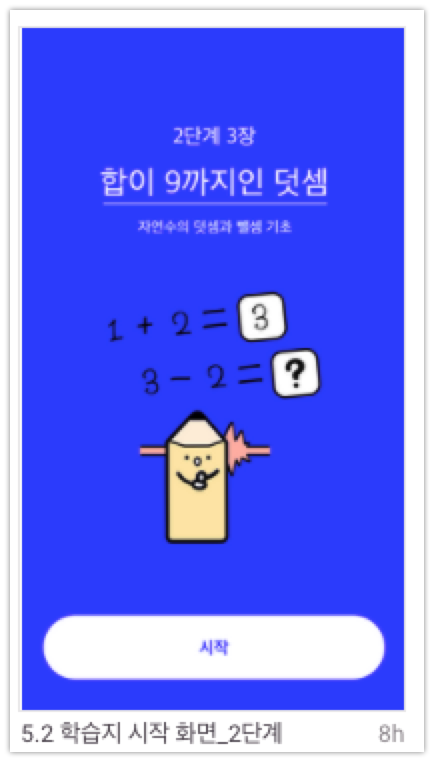 2단계 3장
합이 9까지인 덧셈
자연수의 덧셈과 뺄셈 기초
1 + 2 = 3
3 - 2 = ?
시작
5.2 학습지 시작 화면_2단계 8h